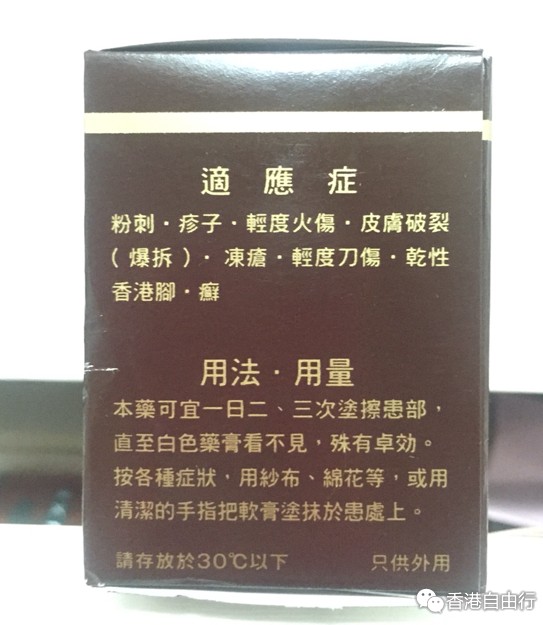 適應症
粉刺·疹子·輕度火傷·皮膚破裂
(爆拆)·凍瘡·輕度刀傷·乾性
香港腳·癬
用法·用量
本藥可宜一日二、三次塗擦患部,
直至白色藥膏看不見,殊有卓效。
按各種症狀,用紗布、綿花等,或用
清潔的手指把軟膏塗抹於患處上。
請存放於30℃以下 只供外用
香港自由行